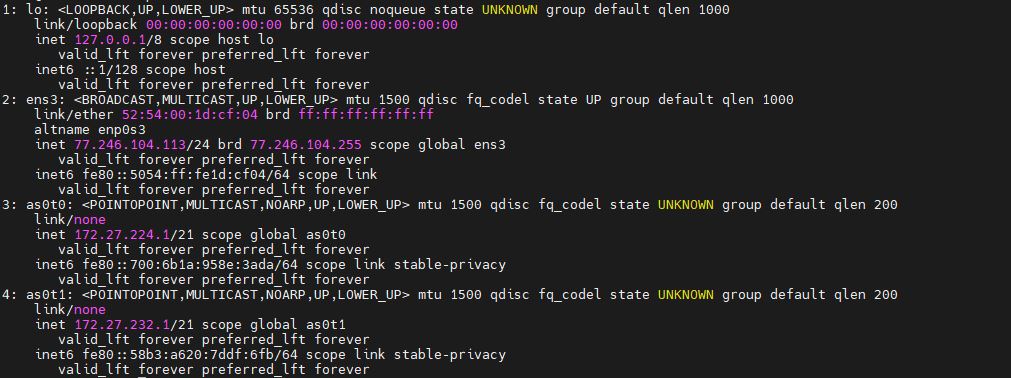 1: lo: <LOOPBACK,UP,LOWER_UP> mtu 65536 qdisc noqueue state UNKNOWN group default qlen 1000
link/loopback 00:00:00:00:00:00 brd 00:00:00:00:00:00
inet 127.0.0.1/8 scope host lo
valid_lft forever preferred_lft forever
inet6 ::1/128 scope host
valid_lft forever preferred_lft forever
2: ens3: <BROADCAST,MULTICAST,UP,LOWER_UP> mtu 1500 qdisc fq_codel state UP group default qlen 1000
link/ether 52:54:00:1d:cf:04 brd ff:ff:ff:ff:ff:ff
altname enp0s3
inet 77.246.104.113/24 brd 77.246.104.255 scope global ens3
valid_lft forever preferred_lft forever
inet6 fe80::5054:ff:fe1d:cf04/64 scope link
valid_lft forever preferred_lft forever
3: as0t0: <POINTOPOINT,MULTICAST,NOARP,UP,LOWER_UP> mtu 1500 qdisc fq_codel state UNKNOWN group default qlen 200
link/none
inet 172.27.224.1/21 scope global as0t0
valid_lft forever preferred_lft forever
inet6 fe80::700:6b1a:958e:3ada/64 scope link stable-privacy
valid_lft forever preferred_lft forever
4: as0t1: <POINTOPOINT,MULTICAST,NOARP,UP,LOWER_UP> mtu 1500 qdisc fq_codel state UNKNOWN group default qlen 200
link/none
inet 172.27.232.1/21 scope global as0t1
valid_lft forever preferred_lft forever
inet6 fe80::58b3:a620:7ddf:6fb/64 scope link stable-privacy
valid_lft forever preferred_lft forever